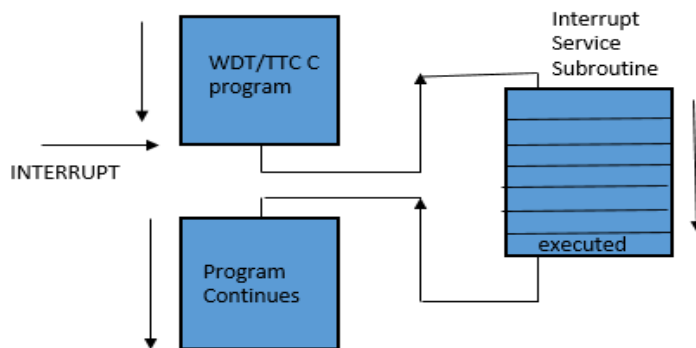 WDT/TTC C
program
Interrupt
Service
Subroutine
INTERRUPT
executed
Program
Continues